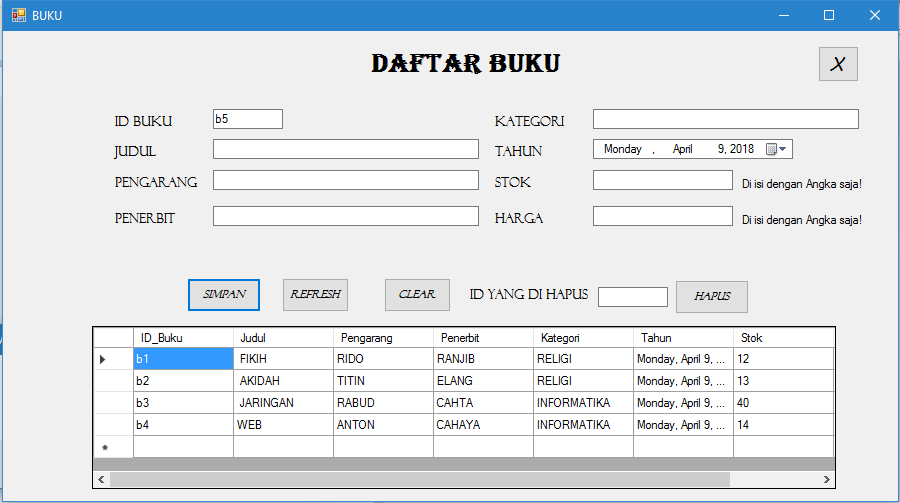 BUKU
DAFTAR BUKU
X
ID BUKU b5 KATEGORI
JUDUL TAHUN Monday , April 9, 2018
PENGARANG STOK Di isi dengan Angka saja!
PENERBIT HARGA Di isi dengan Angka saja!
SIMPAN REFRESH CLEAR ID YANG DI HAPUS HAPUS
ID_Buku Judul Pengarang Penerbit Kategori Tahun Stok
b1 FIKIH RIDO RANJIB RELIGI Monday, April 9, ... 12
b2 AKIDAH TITIN ELANG RELIGI Monday, April 9, ... 13
b3 JARINGAN RABUD CAHTA INFORMATIKA Monday, April 9, ... 40
b4 WEB ANTON CAHAYA INFORMATIKA Monday, April 9, ... 14